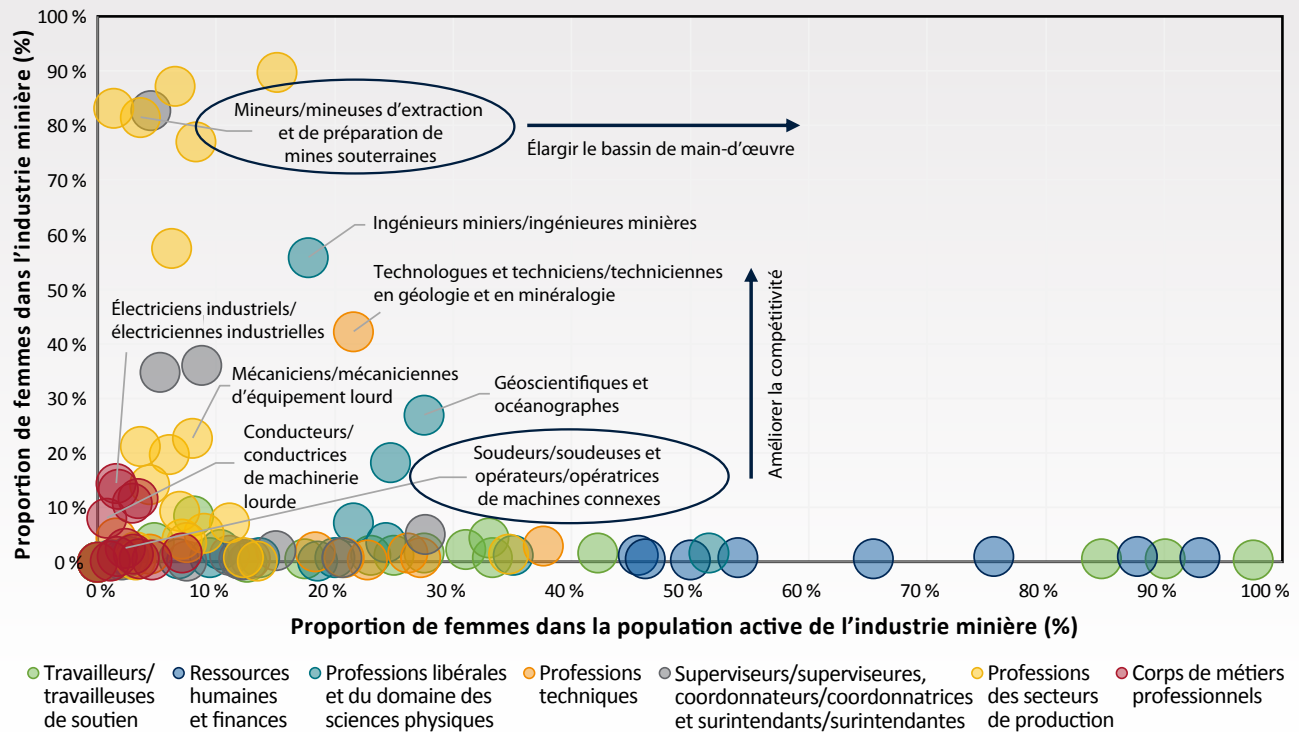 Proportion de femmes dans l'industrie minière (%)
100 %
90 %
80 %
70 %
60 %
50 %
40 %
30 %
20 %
10 %
0 %
Mineurs/mineuses d'extraction
et de préparation de
mines souterraines
Élargir le bassin de main-d'œuvre
Ingénieurs miniers/ingénieures minières
Technologues et techniciens/techniciennes
en géologie et en minéralogie
Améliorer la compétitivité
Électriciens industriels/
électriciennes industrielles
Mécaniciens/mécaniciennes
d'équipement lourd
Géoscientifiques et
océanographes
Conducteurs/
conductrices
de machinerie
lourde
Soudeurs/soudeuses et
opérateurs/opératrices
de machines connexes
0 %
10 %
20 %
30 %
40 %
50 %
60 %
70 %
80 %
90 %
100 %
Proportion de femmes dans la population active de l'industrie minière (%)
Travailleurs/
travailleuses
de soutien
Ressources
humaines
et finances
Professions libérales
et du domaine des
sciences physiques
Professions
techniques
Superviseurs/superviseures,
coordonnateurs/coordonnatrices
et surintendants/surintendantes
Professions
des secteurs
de production
Corps de métiers
professionnels